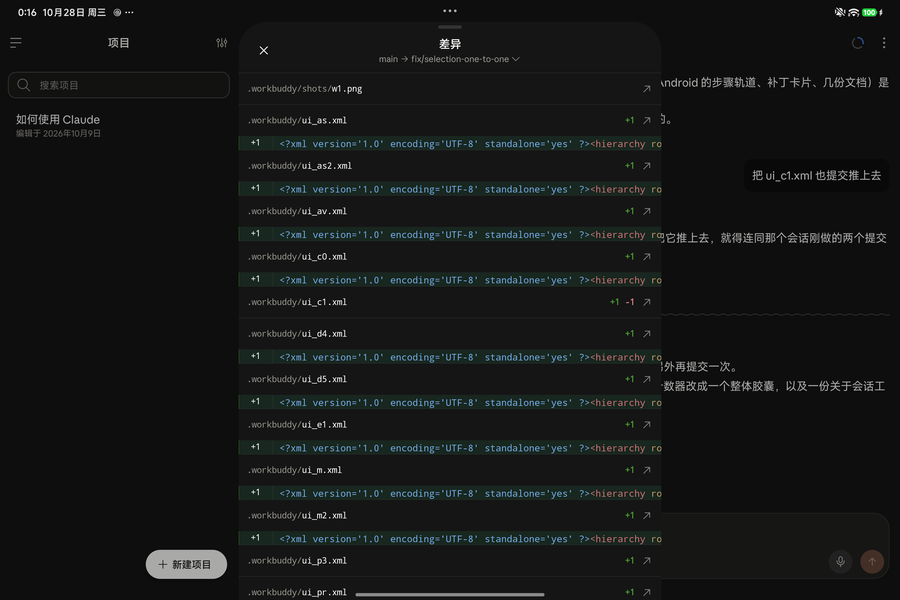 0:16 10月28日 周三
100
项目
搜索项目
如何使用 Claude
编辑于 2026年10月9日
新建项目
差异
main → fix/selection-one-to-one
.workbuddy/shots/w1.png
.workbuddy/ui_as.xml +1
+1 <?xml version='1.0' encoding='UTF-8' standalone='yes' ?><hierarchy ro
.workbuddy/ui_as2.xml +1
+1 <?xml version='1.0' encoding='UTF-8' standalone='yes' ?><hierarchy ro
.workbuddy/ui_av.xml +1
+1 <?xml version='1.0' encoding='UTF-8' standalone='yes' ?><hierarchy ro
.workbuddy/ui_c0.xml +1
+1 <?xml version='1.0' encoding='UTF-8' standalone='yes' ?><hierarchy ro
.workbuddy/ui_c1.xml +1 -1
.workbuddy/ui_d4.xml +1
+1 <?xml version='1.0' encoding='UTF-8' standalone='yes' ?><hierarchy ro
.workbuddy/ui_d5.xml +1
+1 <?xml version='1.0' encoding='UTF-8' standalone='yes' ?><hierarchy ro
.workbuddy/ui_e1.xml +1
+1 <?xml version='1.0' encoding='UTF-8' standalone='yes' ?><hierarchy ro
.workbuddy/ui_m.xml +1
+1 <?xml version='1.0' encoding='UTF-8' standalone='yes' ?><hierarchy ro
.workbuddy/ui_m2.xml +1
+1 <?xml version='1.0' encoding='UTF-8' standalone='yes' ?><hierarchy ro
.workbuddy/ui_p3.xml +1
.workbuddy/ui_pr.xml +1
Android 的步骤轨道、补丁卡片、几份文档）是
的。
把 ui_c1.xml 也提交推上去
它推上去，就得连同那个会话刚做的两个提交
外再提交一次。
数器改成一个整体胶囊，以及一份关于会话工